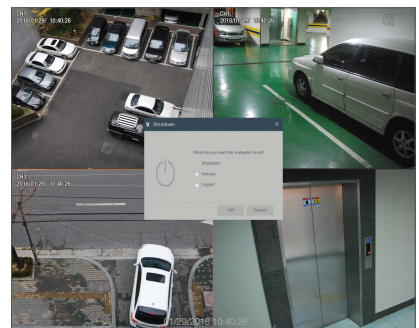 CH1
2018/01/29/ 10:40:26
CH1
2018/01/29/ 10:40:26
Shutdown
What do you want the computer to do?
Shutdown
Reboot
Logout
OK
Cancel
CH1
2018/01/29/ 10:40:26
01/29/2018 10:40:26